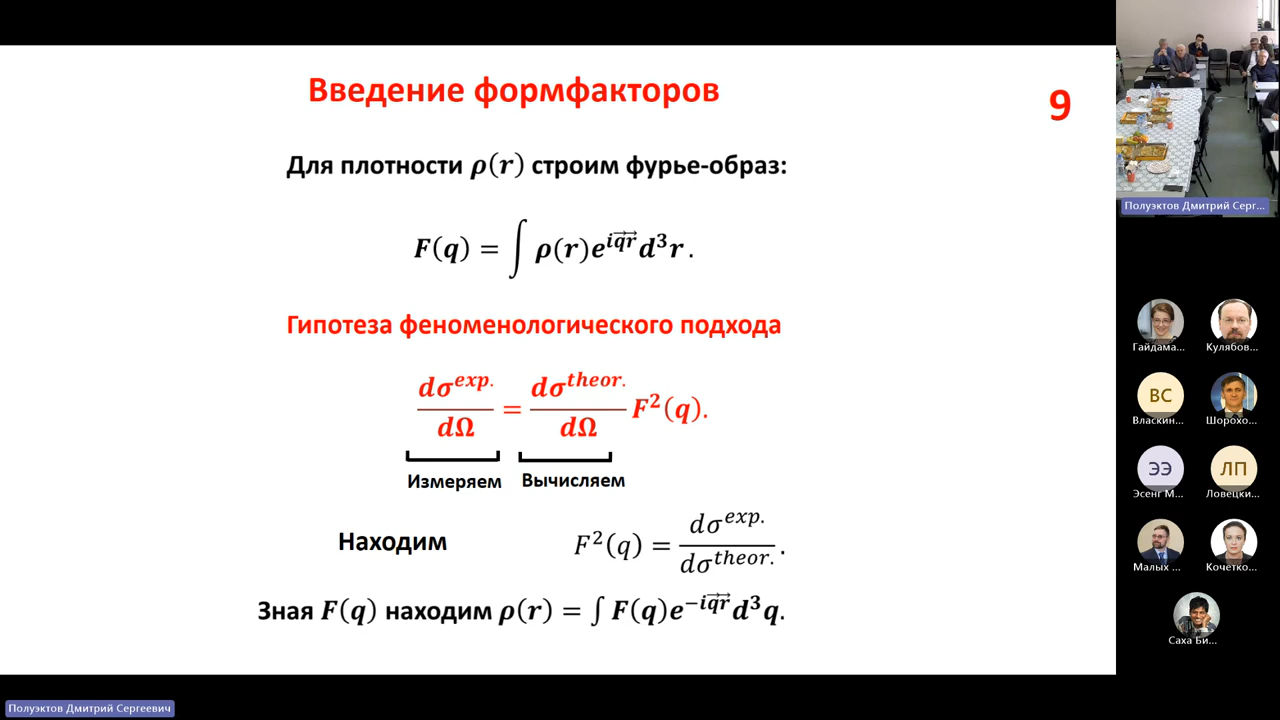 Введение формфакторов
9
Для плотности ρ(r) строим фурье-образ:
F(q) = ∫ ρ(r)e^{i\vec{q}\vec{r}} d³r .
Гипотеза феноменологического подхода
dσ^{exp.}/dΩ = dσ^{theor.}/dΩ F²(q).
Измеряем Вычисляем
Находим F²(q) = dσ^{exp.}/dσ^{theor.} .
Зная F(q) находим ρ(r) = ∫ F(q)e^{-i\vec{q}\vec{r}} d³q.
Полуэктов Дмитрий Серг...
Гайдама... Кулябов...
ВС
Власкин... Шорохо...
ЭЭ ЛП
Эсенг М... Ловецки...
Малых ... Кочетко...
Саха Би...
Полуэктов Дмитрий Сергеевич